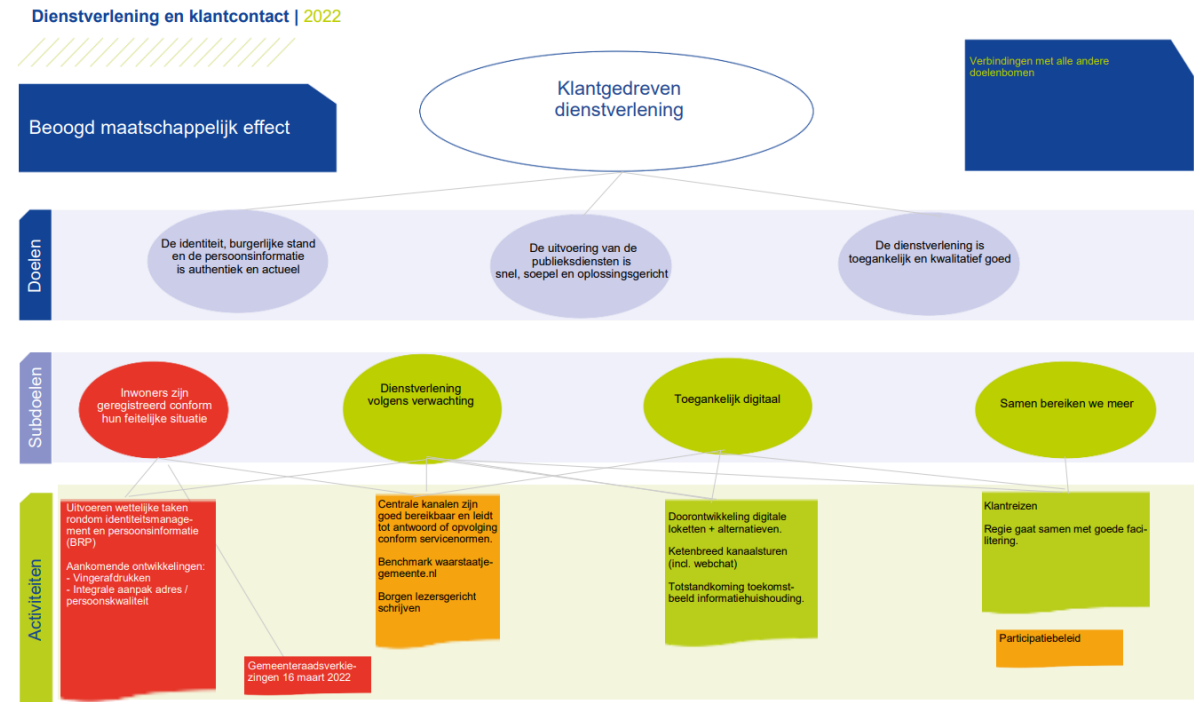 Dienstverlening en klantcontact | 2022
Verbindingen met alle andere
doelenbomen
Klantgedreven
dienstverlening
Beoogd maatschappelijk effect
Doelen
De identiteit, burgerlijke stand
en de persoonsinformatie
is authentiek en actueel
De uitvoering van de
publieksdiensten is
snel, soepel en oplossingsgericht
De dienstverlening is
toegankelijk en kwalitatief goed
Subdoelen
Inwoners zijn
geregistreerd conform
hun feitelijke situatie
Dienstverlening
volgens verwachting
Toegankelijk digitaal
Samen bereiken we meer
Activiteiten
Uitvoeren wettelijke taken
rondom identiteitsmanage-
ment en persoonsinformatie
(BRP)
Aankomende ontwikkelingen:
- Vingerafdrukken
- Integrale aanpak adres /
persoonskwaliteit
Gemeenteraadsverkie-
zingen 16 maart 2022
Centrale kanalen zijn
goed bereikbaar en leidt
tot antwoord of opvolging
conform servicenormen.
Benchmark waarstaatje-
gemeente.nl
Borgen lezersgericht
schrijven
Doorontwikkeling digitale
loketten + alternatieven.
Ketenbreed kanaalsturen
(incl. webchat)
Totstandkoming toekomst-
beeld informatiehuishouding.
Klantreizen
Regie gaat samen met goede faci-
litering.
Participatiebeleid